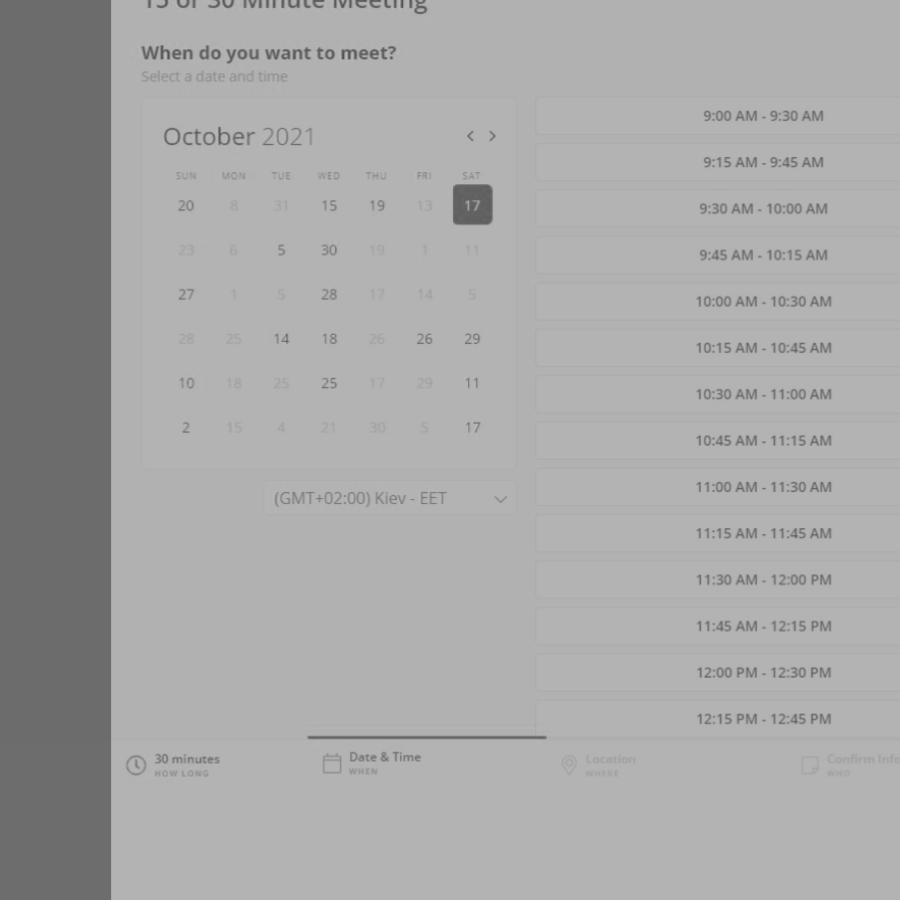 15 or 30 Minute Meeting
When do you want to meet?
Select a date and time
October 2021
SUN MON TUE WED THU FRI SAT
20 8 31 15 19 13 17
23 6 5 30 19 1 11
27 1 5 28 17 14 5
28 25 14 18 26 26 29
10 18 25 25 17 29 11
2 15 4 21 30 5 17
(GMT+02:00) Kiev - EET
9:00 AM - 9:30 AM
9:15 AM - 9:45 AM
9:30 AM - 10:00 AM
9:45 AM - 10:15 AM
10:00 AM - 10:30 AM
10:15 AM - 10:45 AM
10:30 AM - 11:00 AM
10:45 AM - 11:15 AM
11:00 AM - 11:30 AM
11:15 AM - 11:45 AM
11:30 AM - 12:00 PM
11:45 AM - 12:15 PM
12:00 PM - 12:30 PM
12:15 PM - 12:45 PM
30 minutes
HOW LONG
Date & Time
WHEN
Location
WHERE
Confirm Info
WHO